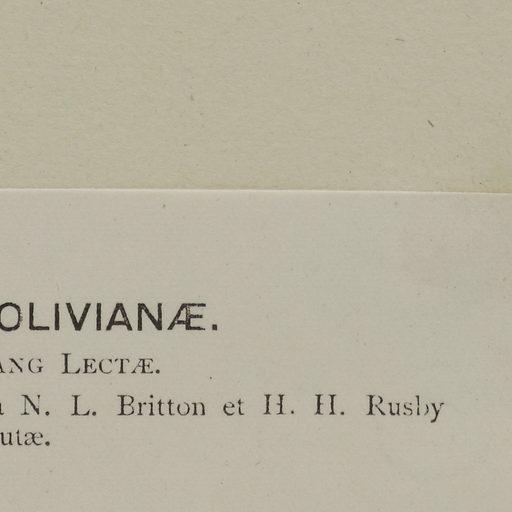 OLIVIANÆ.
ANG LECTÆ.
a N. L. Britton et H. H. Rusby
utæ.